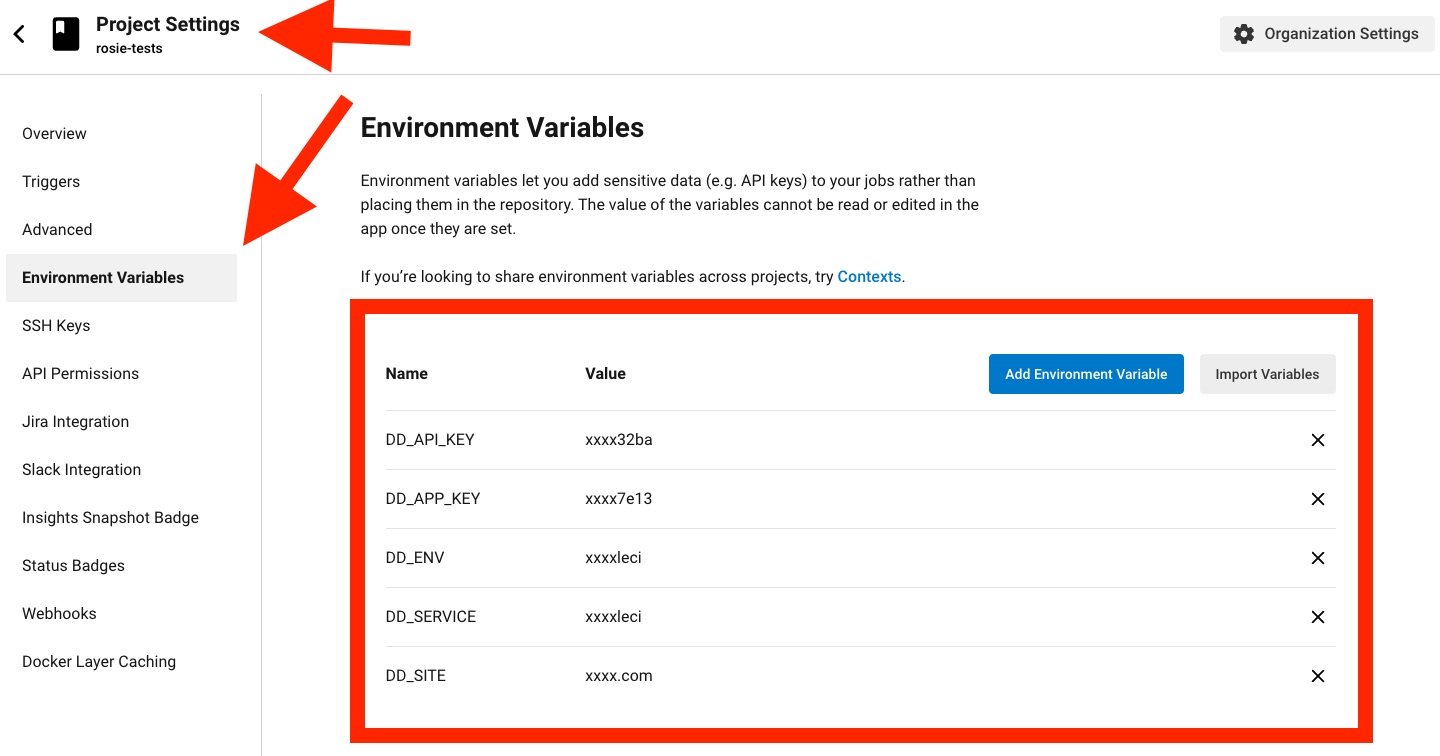 Project Settings
rosie-tests
Organization Settings
Overview
Triggers
Advanced
Environment Variables
SSH Keys
API Permissions
Jira Integration
Slack Integration
Insights Snapshot Badge
Status Badges
Webhooks
Docker Layer Caching
Environment Variables
Environment variables let you add sensitive data (e.g. API keys) to your jobs rather than
placing them in the repository. The value of the variables cannot be read or edited in the
app once they are set.
If you’re looking to share environment variables across projects, try Contexts.
Name Value Add Environment Variable Import Variables
DD_API_KEY xxxx32ba
DD_APP_KEY xxxx7e13
DD_ENV xxxxleci
DD_SERVICE xxxxleci
DD_SITE xxxx.com